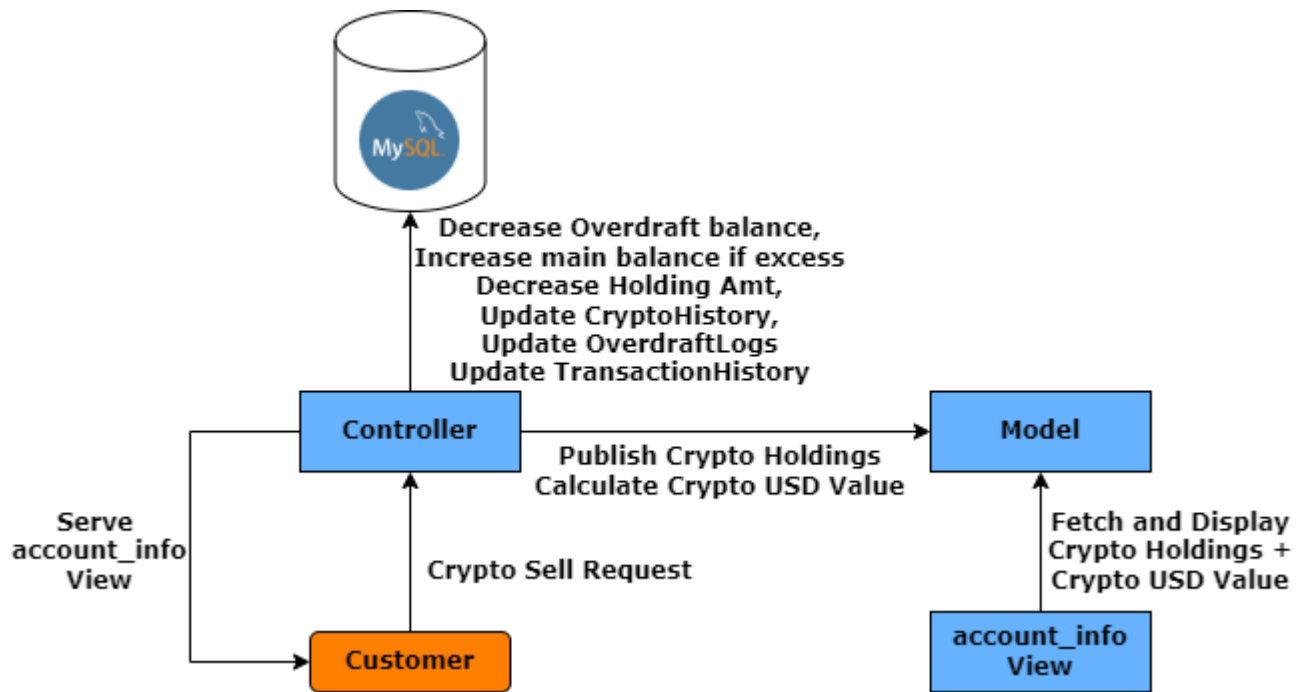 MySQL
Decrease Overdraft balance,
Increase main balance if excess
Decrease Holding Amt,
Update CryptoHistory,
Update OverdraftLogs
Update TransactionHistory
Controller
Model
Publish Crypto Holdings
Calculate Crypto USD Value
Serve
account_info
View
Crypto Sell Request
Fetch and Display
Crypto Holdings +
Crypto USD Value
Customer
account_info
View